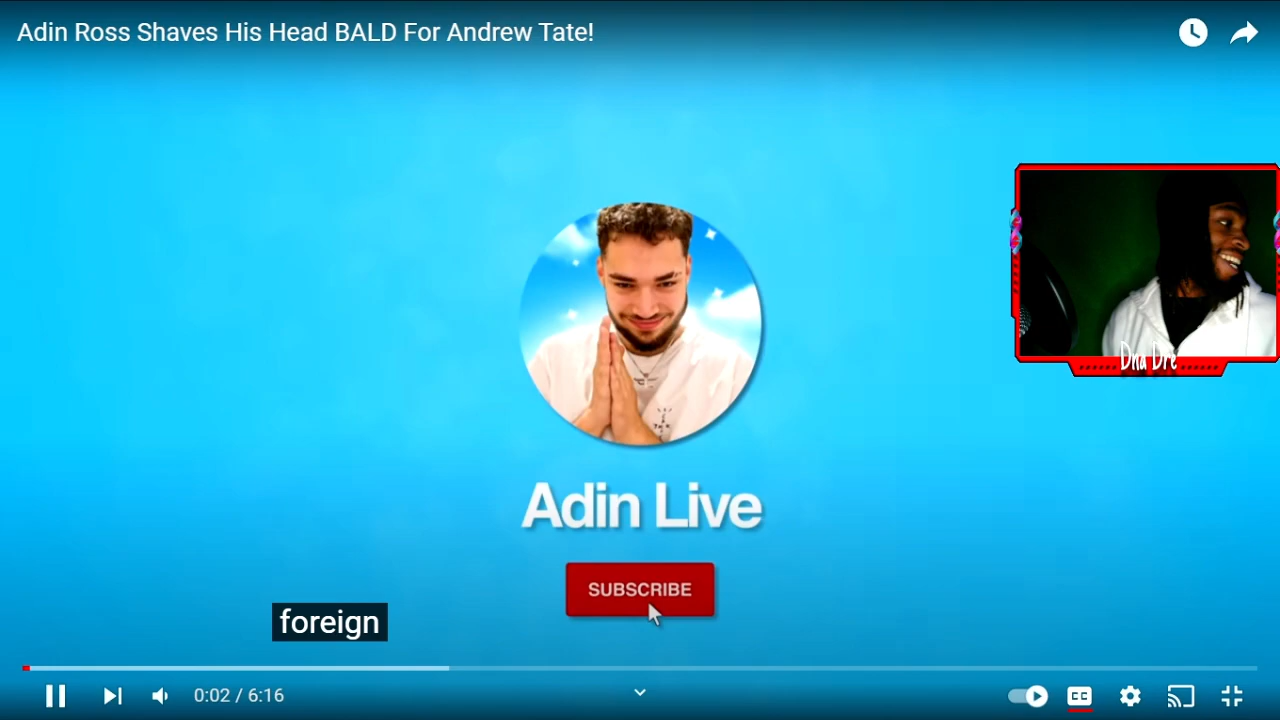 Adin Ross Shaves His Head BALD For Andrew Tate!
Dna Dre
Adin Live
SUBSCRIBE
foreign
0:02 / 6:16
CC